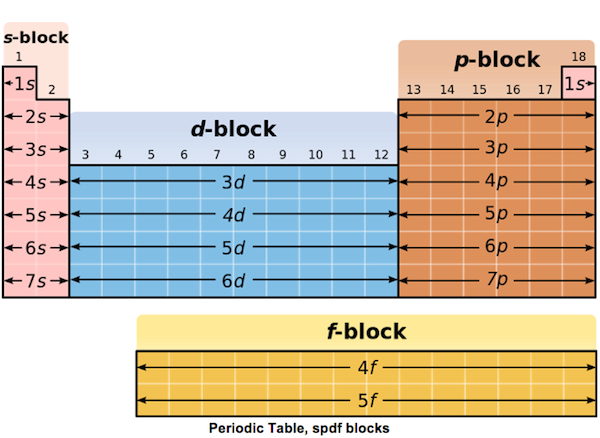 s-block
1
1s
2
2s
3s
4s
5s
6s
7s
d-block
3 4 5 6 7 8 9 10 11 12
3d
4d
5d
6d
p-block
18
13 14 15 16 17
1s
2p
3p
4p
5p
6p
7p
f-block
4f
5f
Periodic Table, spdf blocks